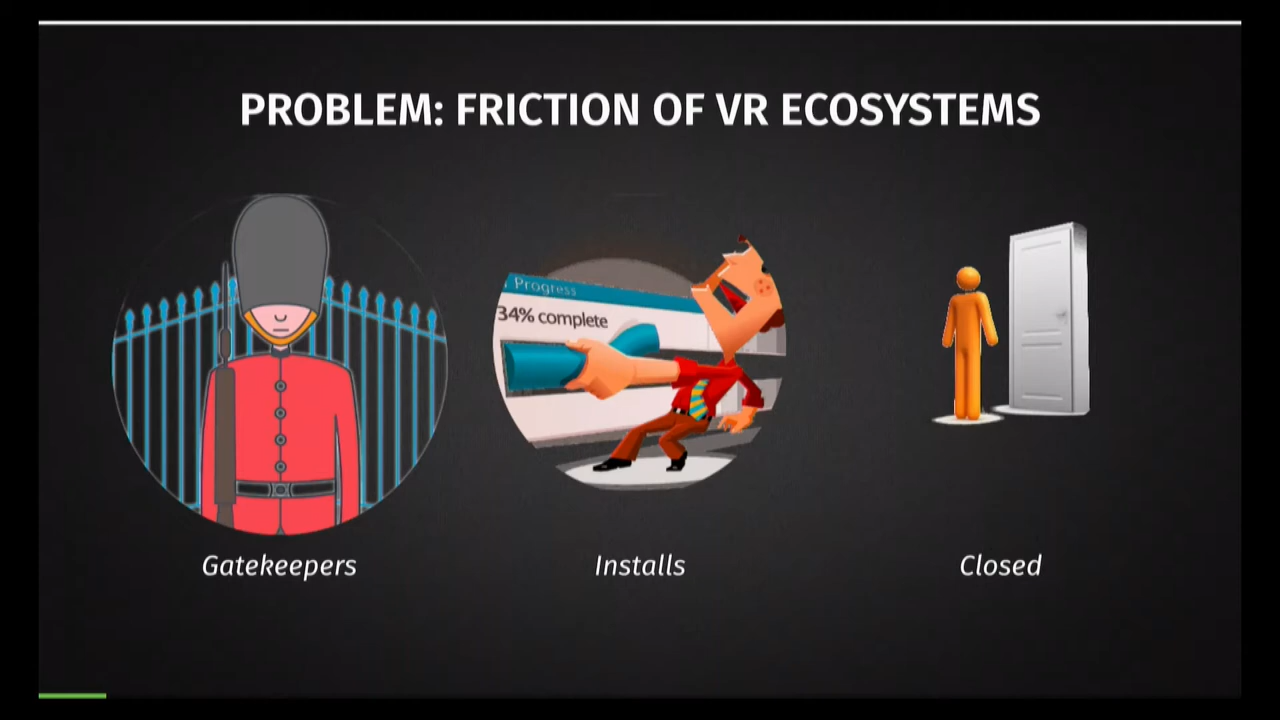 PROBLEM: FRICTION OF VR ECOSYSTEMS
Progress
34% complete
Gatekeepers
Installs
Closed